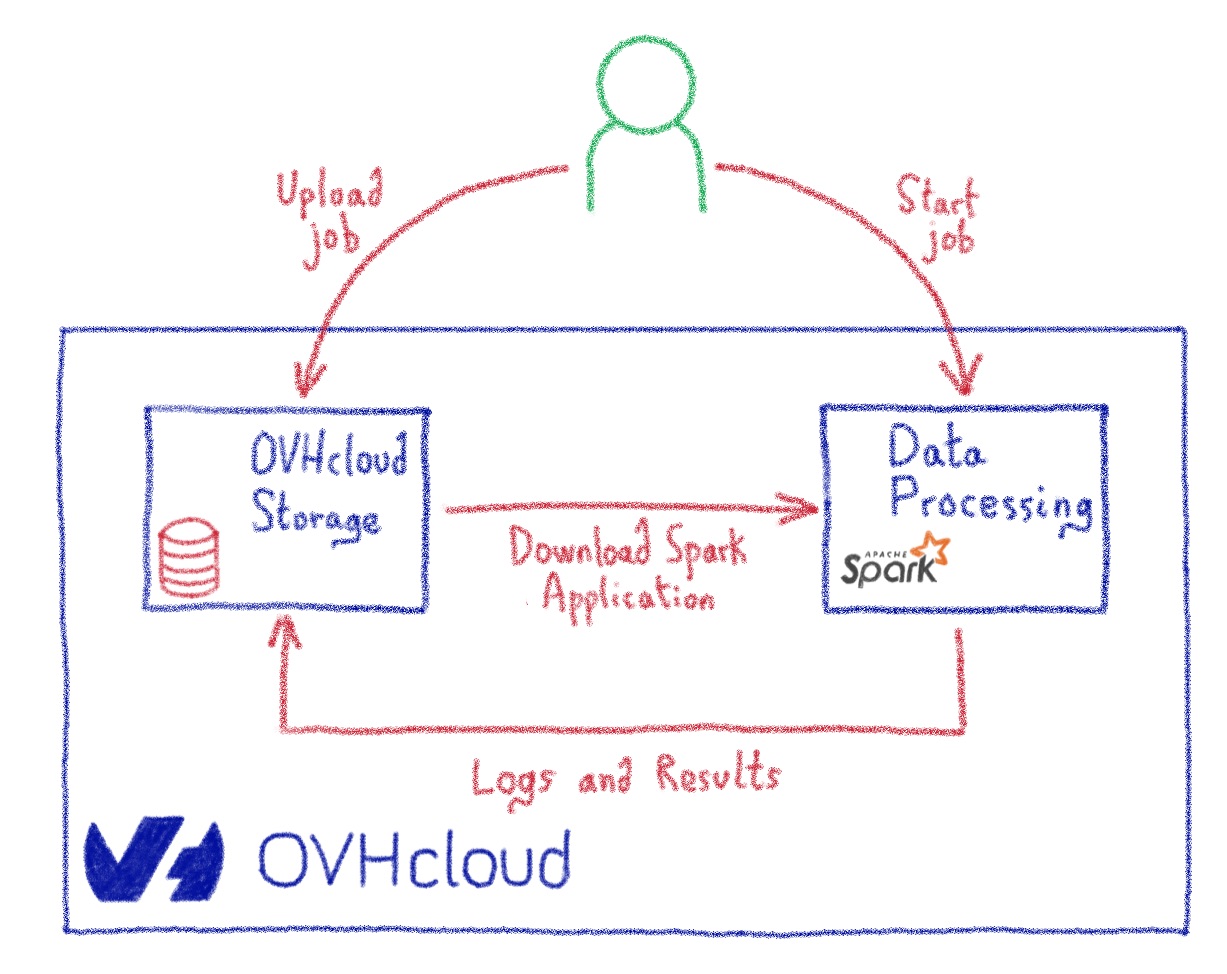 Upload
job
Start
job
OVHcloud
Storage
Data
Processing
APACHE
Spark
Download Spark
Application
Logs and Results
OVHcloud